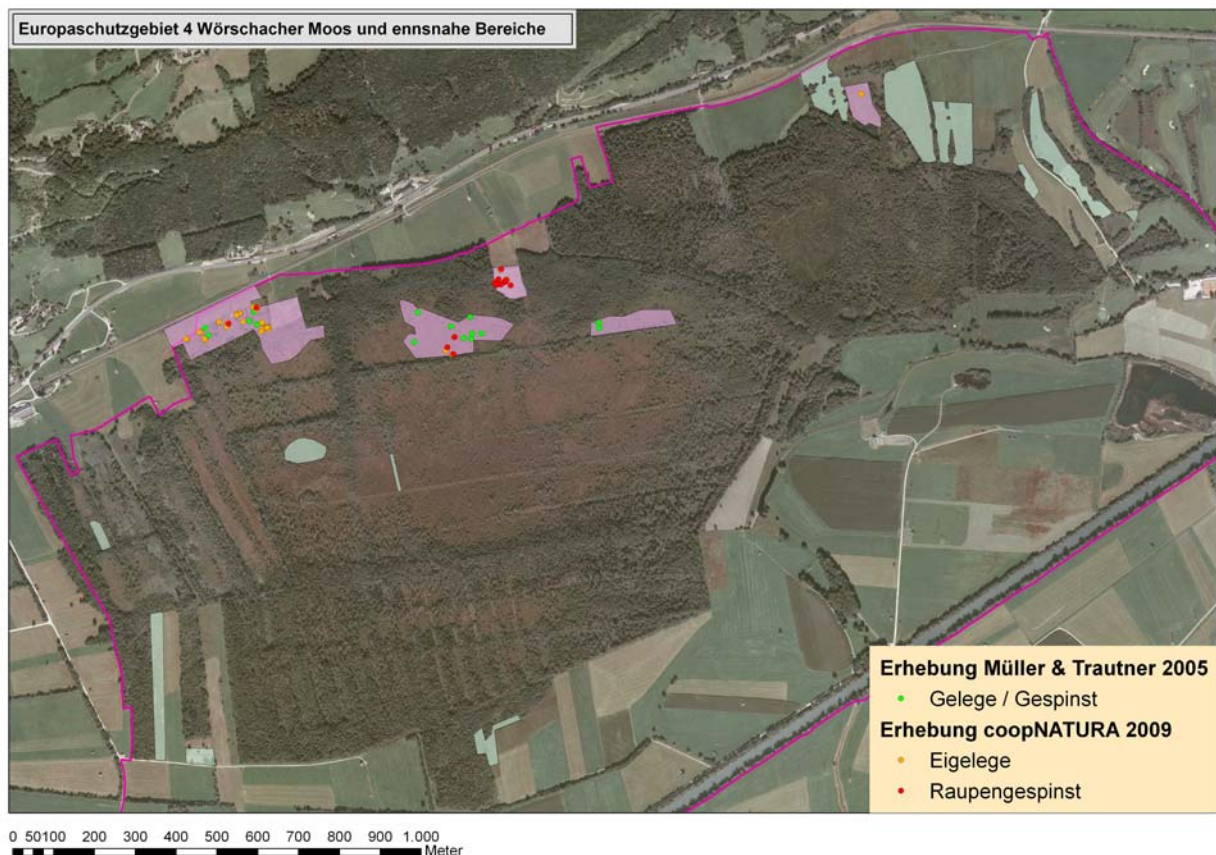 Europaschutzgebiet 4 Wörschacher Moos und ennsnahe Bereiche
Erhebung Müller & Trautner 2005
Gelege / Gespinst
Erhebung coopNATURA 2009
Eigelege
Raupengespinst
0 50100 200 300 400 500 600 700 800 900 1.000
Meter